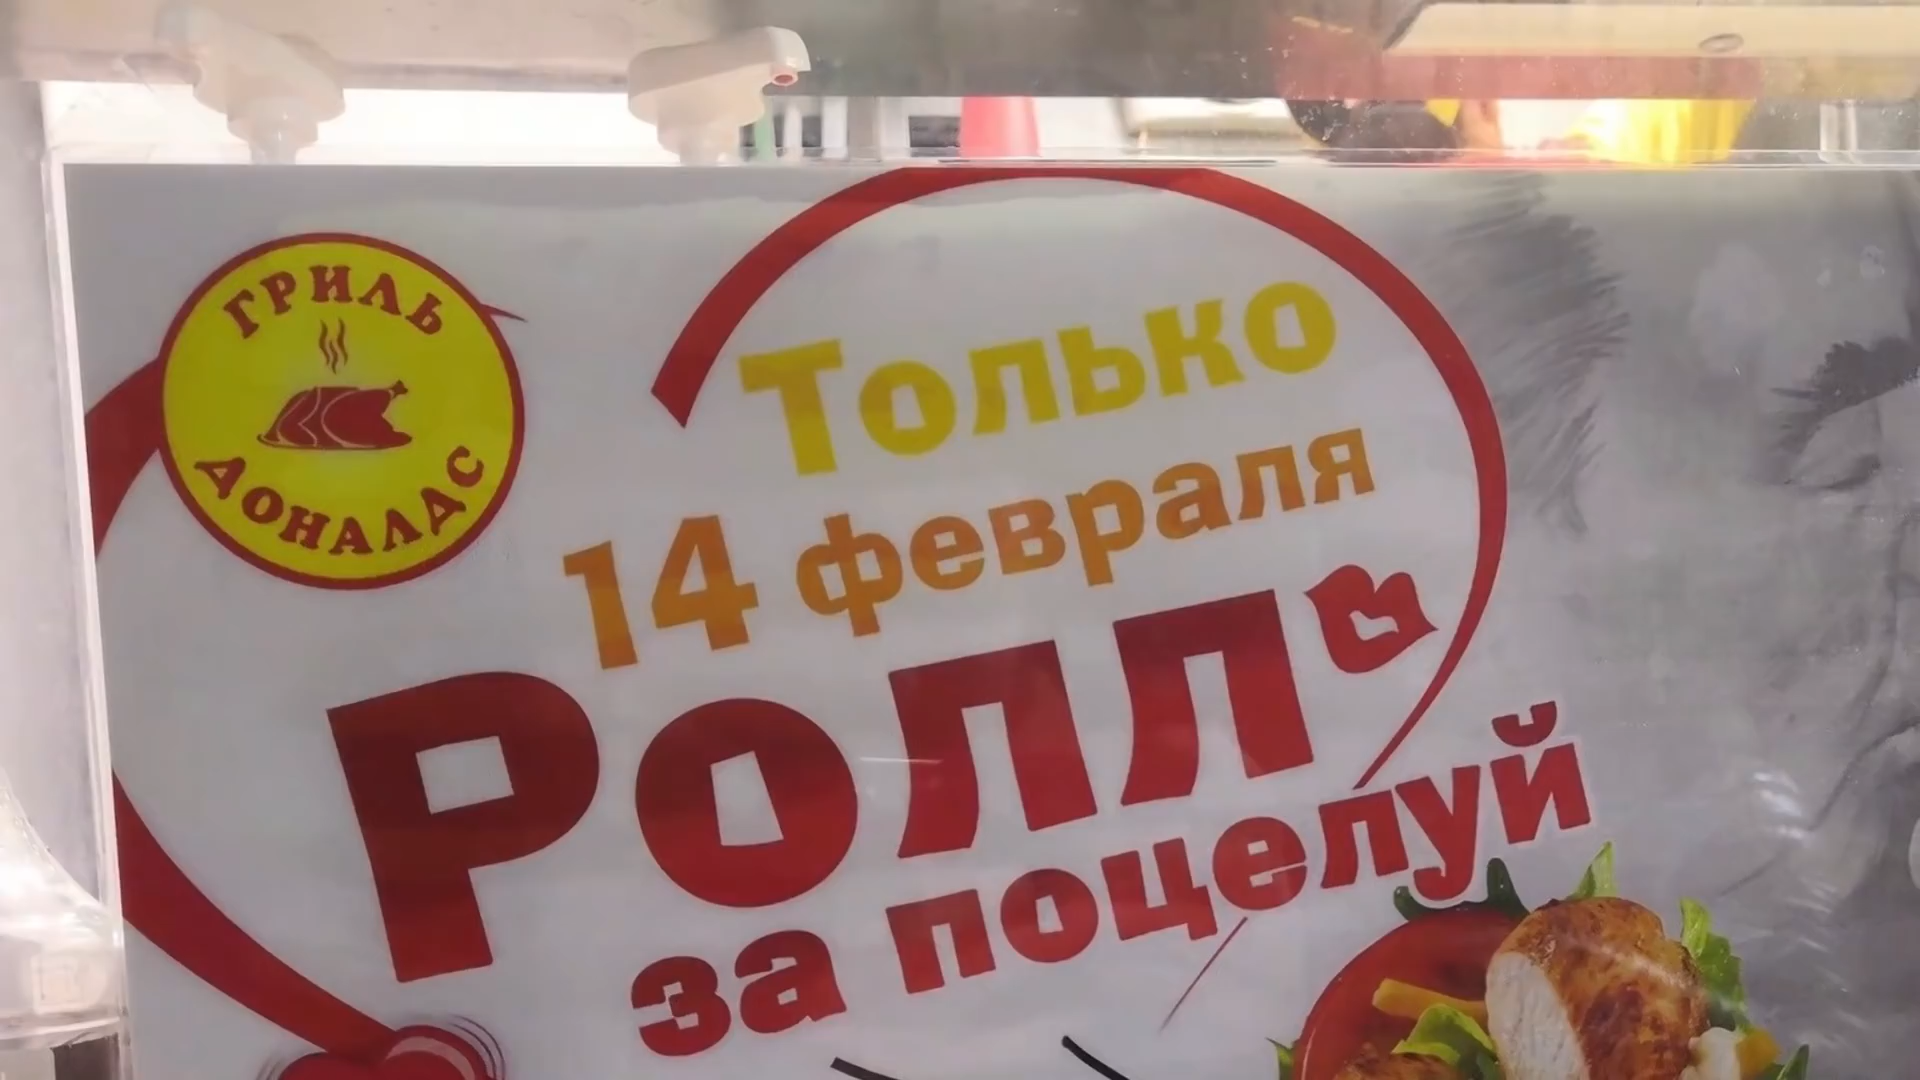 ГРИЛЬ
ДОНАЛДС
Только
14 февраля
Ролл
за поцелуй